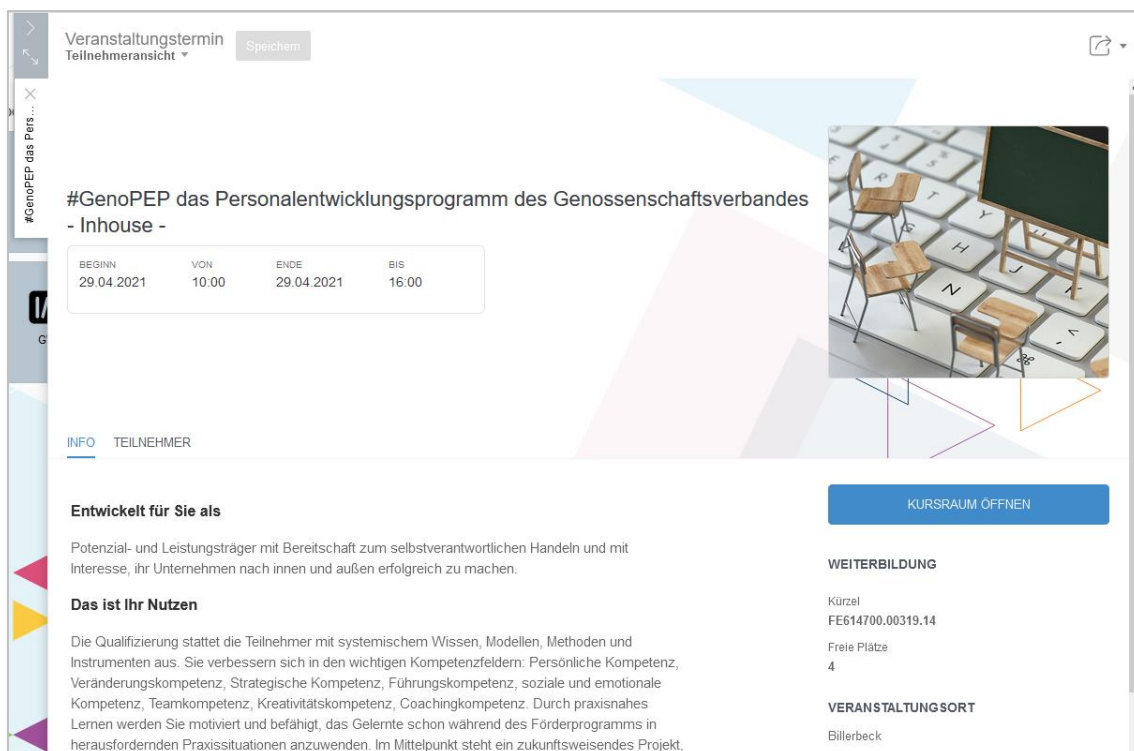 Veranstaltungstermin
Speichern
Teilnehmeransicht
#GenoPEP das Pers...
#GenoPEP das Personalentwicklungsprogramm des Genossenschaftsverbandes
- Inhouse -
BEGINN VON ENDE BIS
29.04.2021 10:00 29.04.2021 16:00
INFO TEILNEHMER
KURSRAUM ÖFFNEN
Entwickelt für Sie als
Potenzial- und Leistungsträger mit Bereitschaft zum selbstverantwortlichen Handeln und mit
Interesse, ihr Unternehmen nach innen und außen erfolgreich zu machen.
Das ist Ihr Nutzen
Die Qualifizierung stattet die Teilnehmer mit systemischem Wissen, Modellen, Methoden und
Instrumenten aus. Sie verbessern sich in den wichtigen Kompetenzfeldern: Persönliche Kompetenz,
Veränderungskompetenz, Strategische Kompetenz, Führungskompetenz, soziale und emotionale
Kompetenz, Teamkompetenz, Kreativitätskompetenz, Coachingkompetenz. Durch praxisnahes
Lernen werden Sie motiviert und befähigt, das Gelernte schon während des Förderprogramms in
herausfordernden Praxissituationen anzuwenden. Im Mittelpunkt steht ein zukunftsweisendes Projekt,
WEITERBILDUNG
Kürzel
FE614700.00319.14
Freie Plätze
4
VERANSTALTUNGSORT
Billerbeck